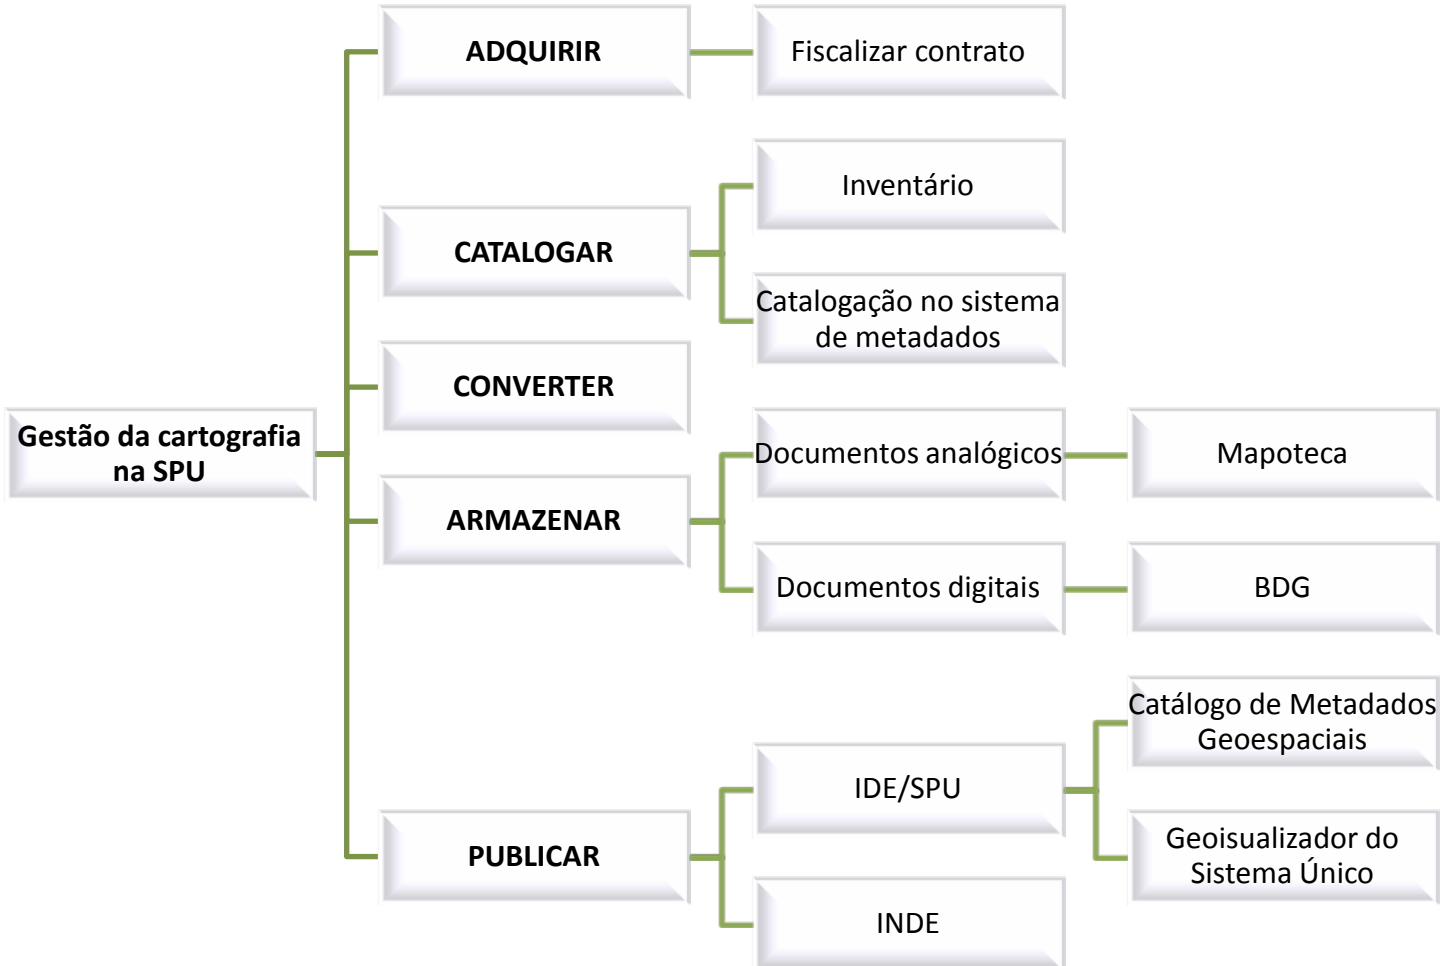 ADQUIRIR
Fiscalizar contrato
Inventário
CATALOGAR
Catalogação no sistema
de metadados
CONVERTER
Gestão da cartografia
na SPU
Documentos analógicos
Mapoteca
ARMAZENAR
Documentos digitais
BDG
Catálogo de Metadados
Geoespaciais
IDE/SPU
Geoisualizador do
Sistema Único
PUBLICAR
INDE